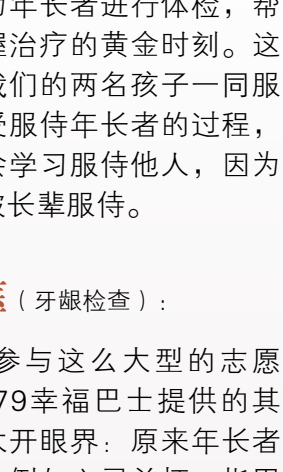 年长者进行体检，帮
治疗的黄金时刻。这
我们的两名孩子一同服
受服侍年长者的过程，
会学习服侍他人，因为
被长辈服侍。
（牙龈检查）：
参与这么大型的志愿
79幸福巴士提供的其
大开眼界：原来年长者